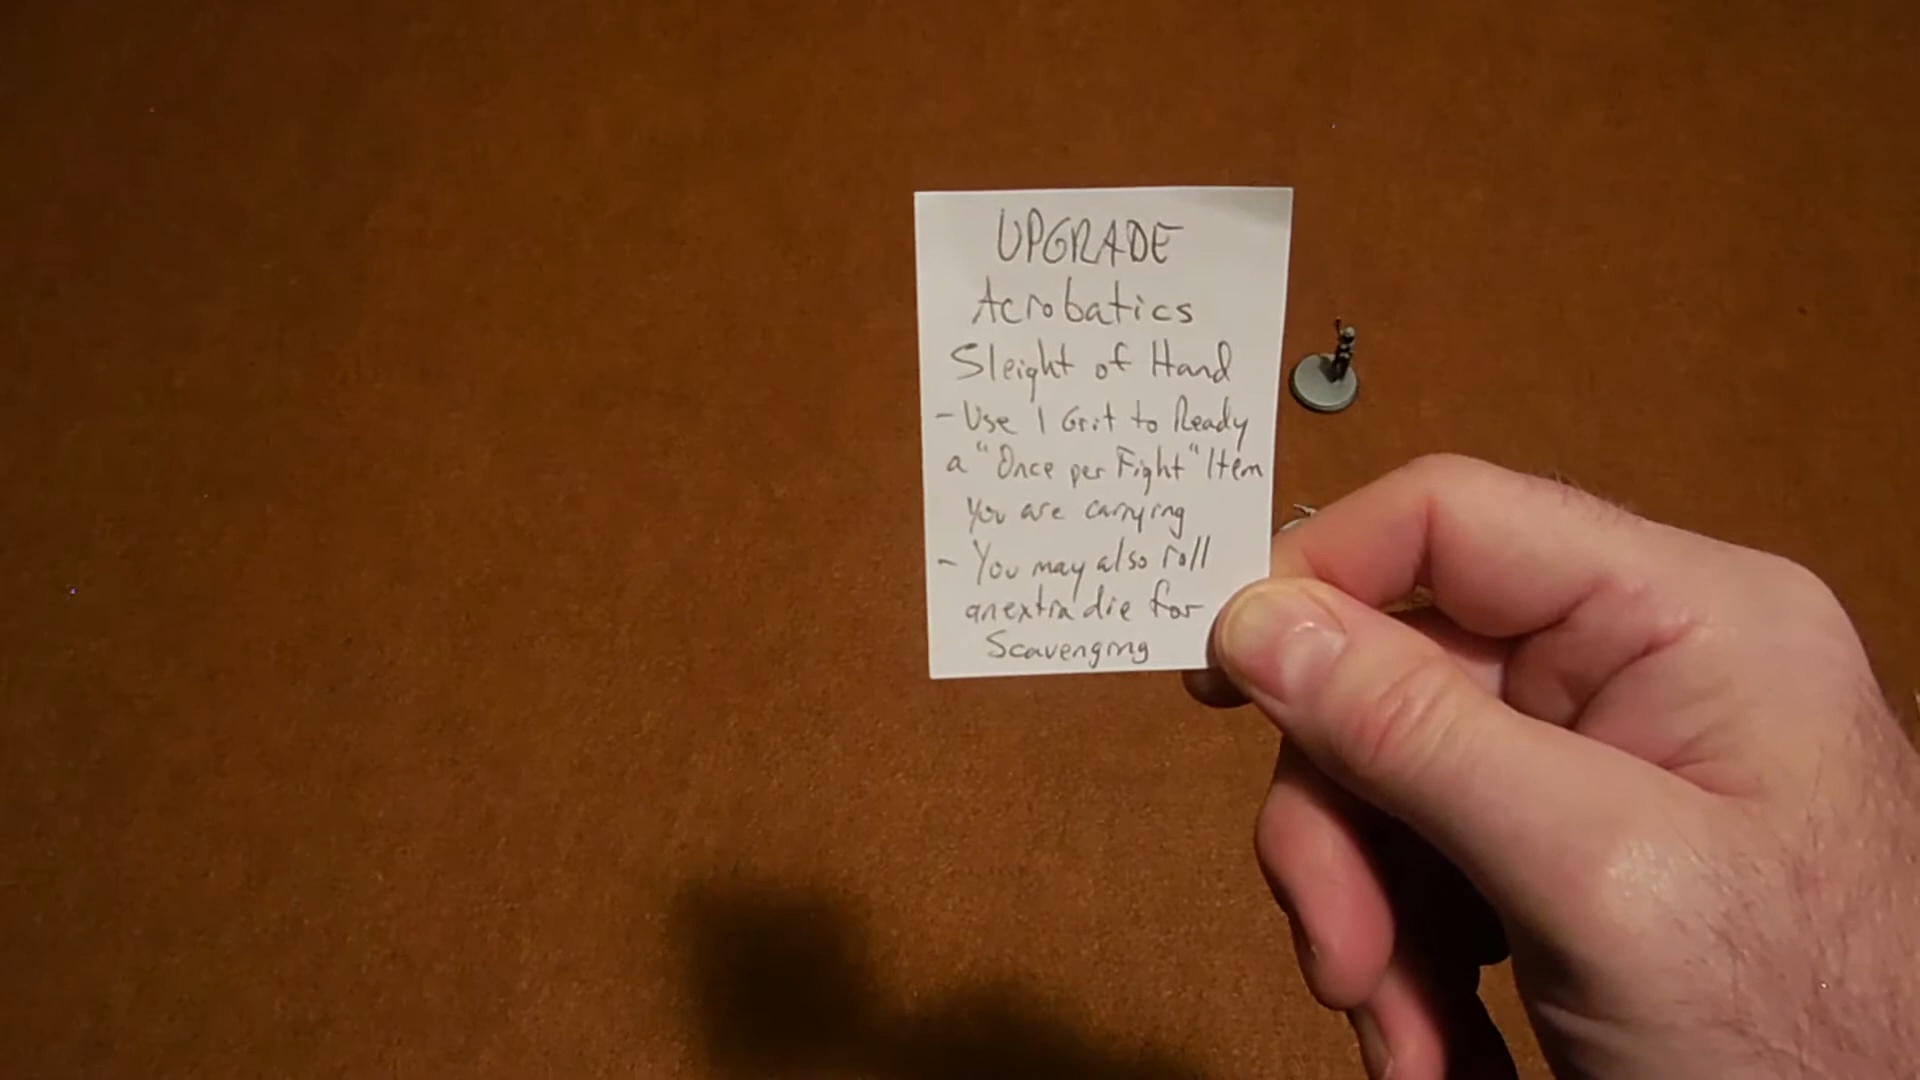 UPGRADE
Acrobatics
Sleight of Hand
- Use 1 Grit to Ready
a "Once per Fight" Item
You are carrying
- You may also roll
an extra die for
Scavenging